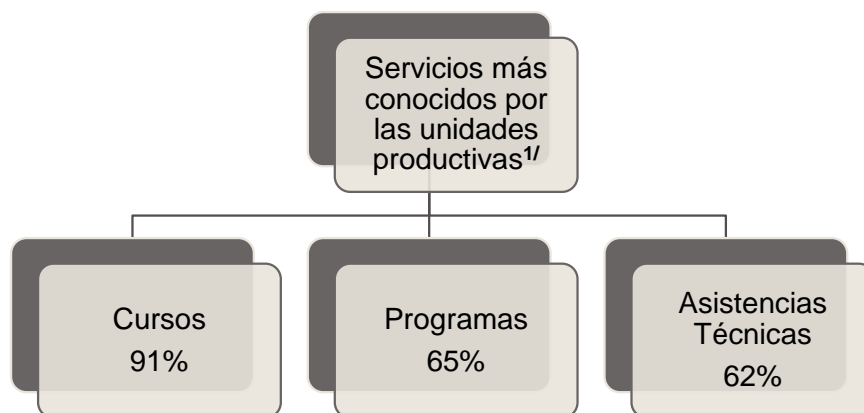 Servicios más
conocidos por
las unidades
productivas1/
Cursos
91%
Programas
65%
Asistencias
Técnicas
62%